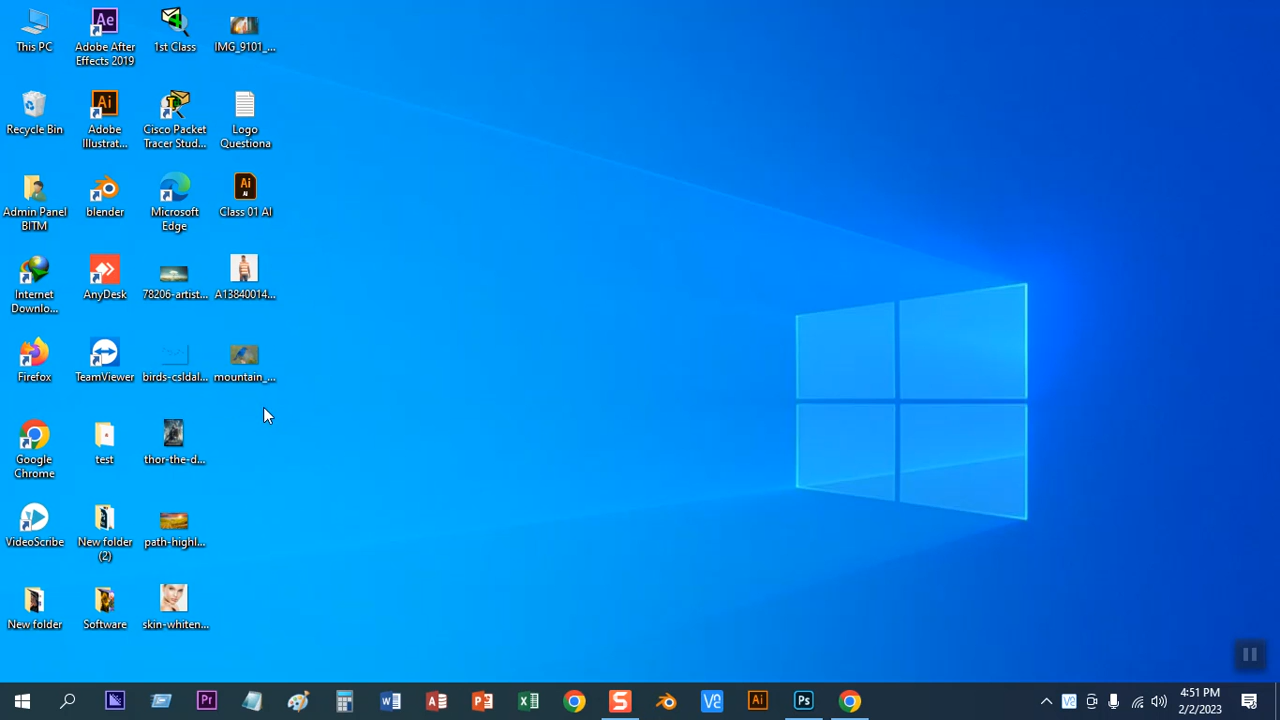 This PC
Adobe After
Effects 2019
1st Class
IMG_9101_...
Recycle Bin
Adobe
Illustrat...
Cisco Packet
Tracer Stud...
Logo
Questiona
Admin Panel
BITM
blender
Microsoft
Edge
Class 01 AI
Internet
Downlo...
AnyDesk
78206-artist...
A13840014...
Firefox
TeamViewer
birds-csldal...
mountain_...
Google
Chrome
test
thor-the-d...
VideoScribe
New folder
(2)
path-highl...
New folder
Software
skin-whiten...
4:51 PM
2/2/2023